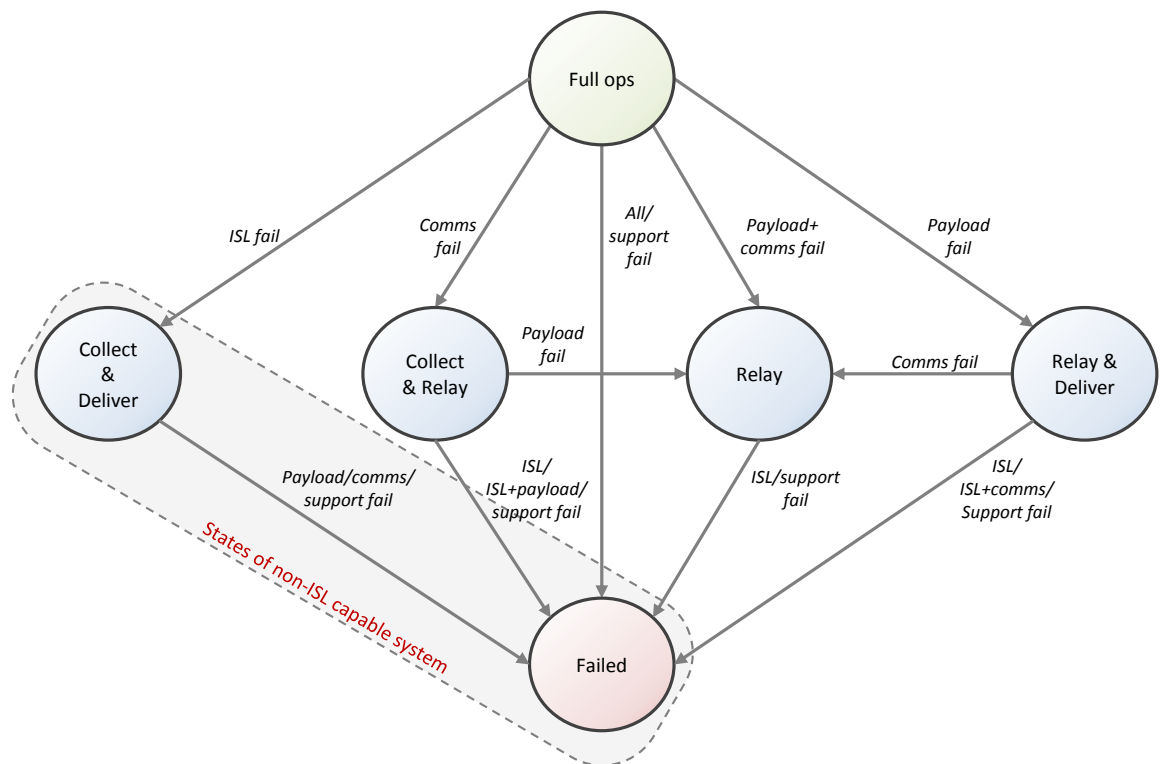 Full ops
ISL fail
Comms
fail
All/
support
fail
Payload+
comms fail
Payload
fail
Collect
&
Deliver
Collect
& Relay
Payload
fail
Relay
Comms fail
Relay &
Deliver
Payload/comms/
support fail
ISL/
ISL+payload/
support fail
ISL/support
fail
ISL/
ISL+comms/
Support fail
States of non-ISL capable system
Failed